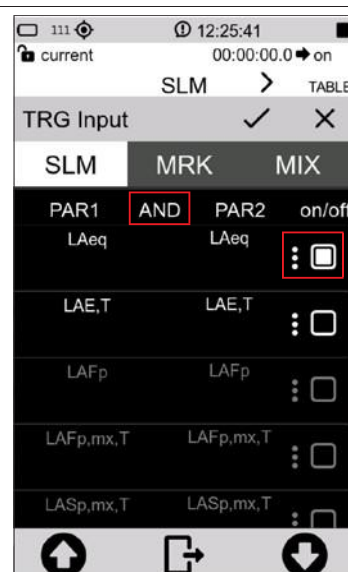 111 12:25:41
current 00:00:00.0 on
SLM > TABLE
TRG Input
SLM MRK MIX
PAR1 AND PAR2 on/off
LAeq LAeq
LAE,T LAE,T
LAFp LAFp
LAFp,mx,T LAFp,mx,T
LASp,mx,T LASp,mx,T